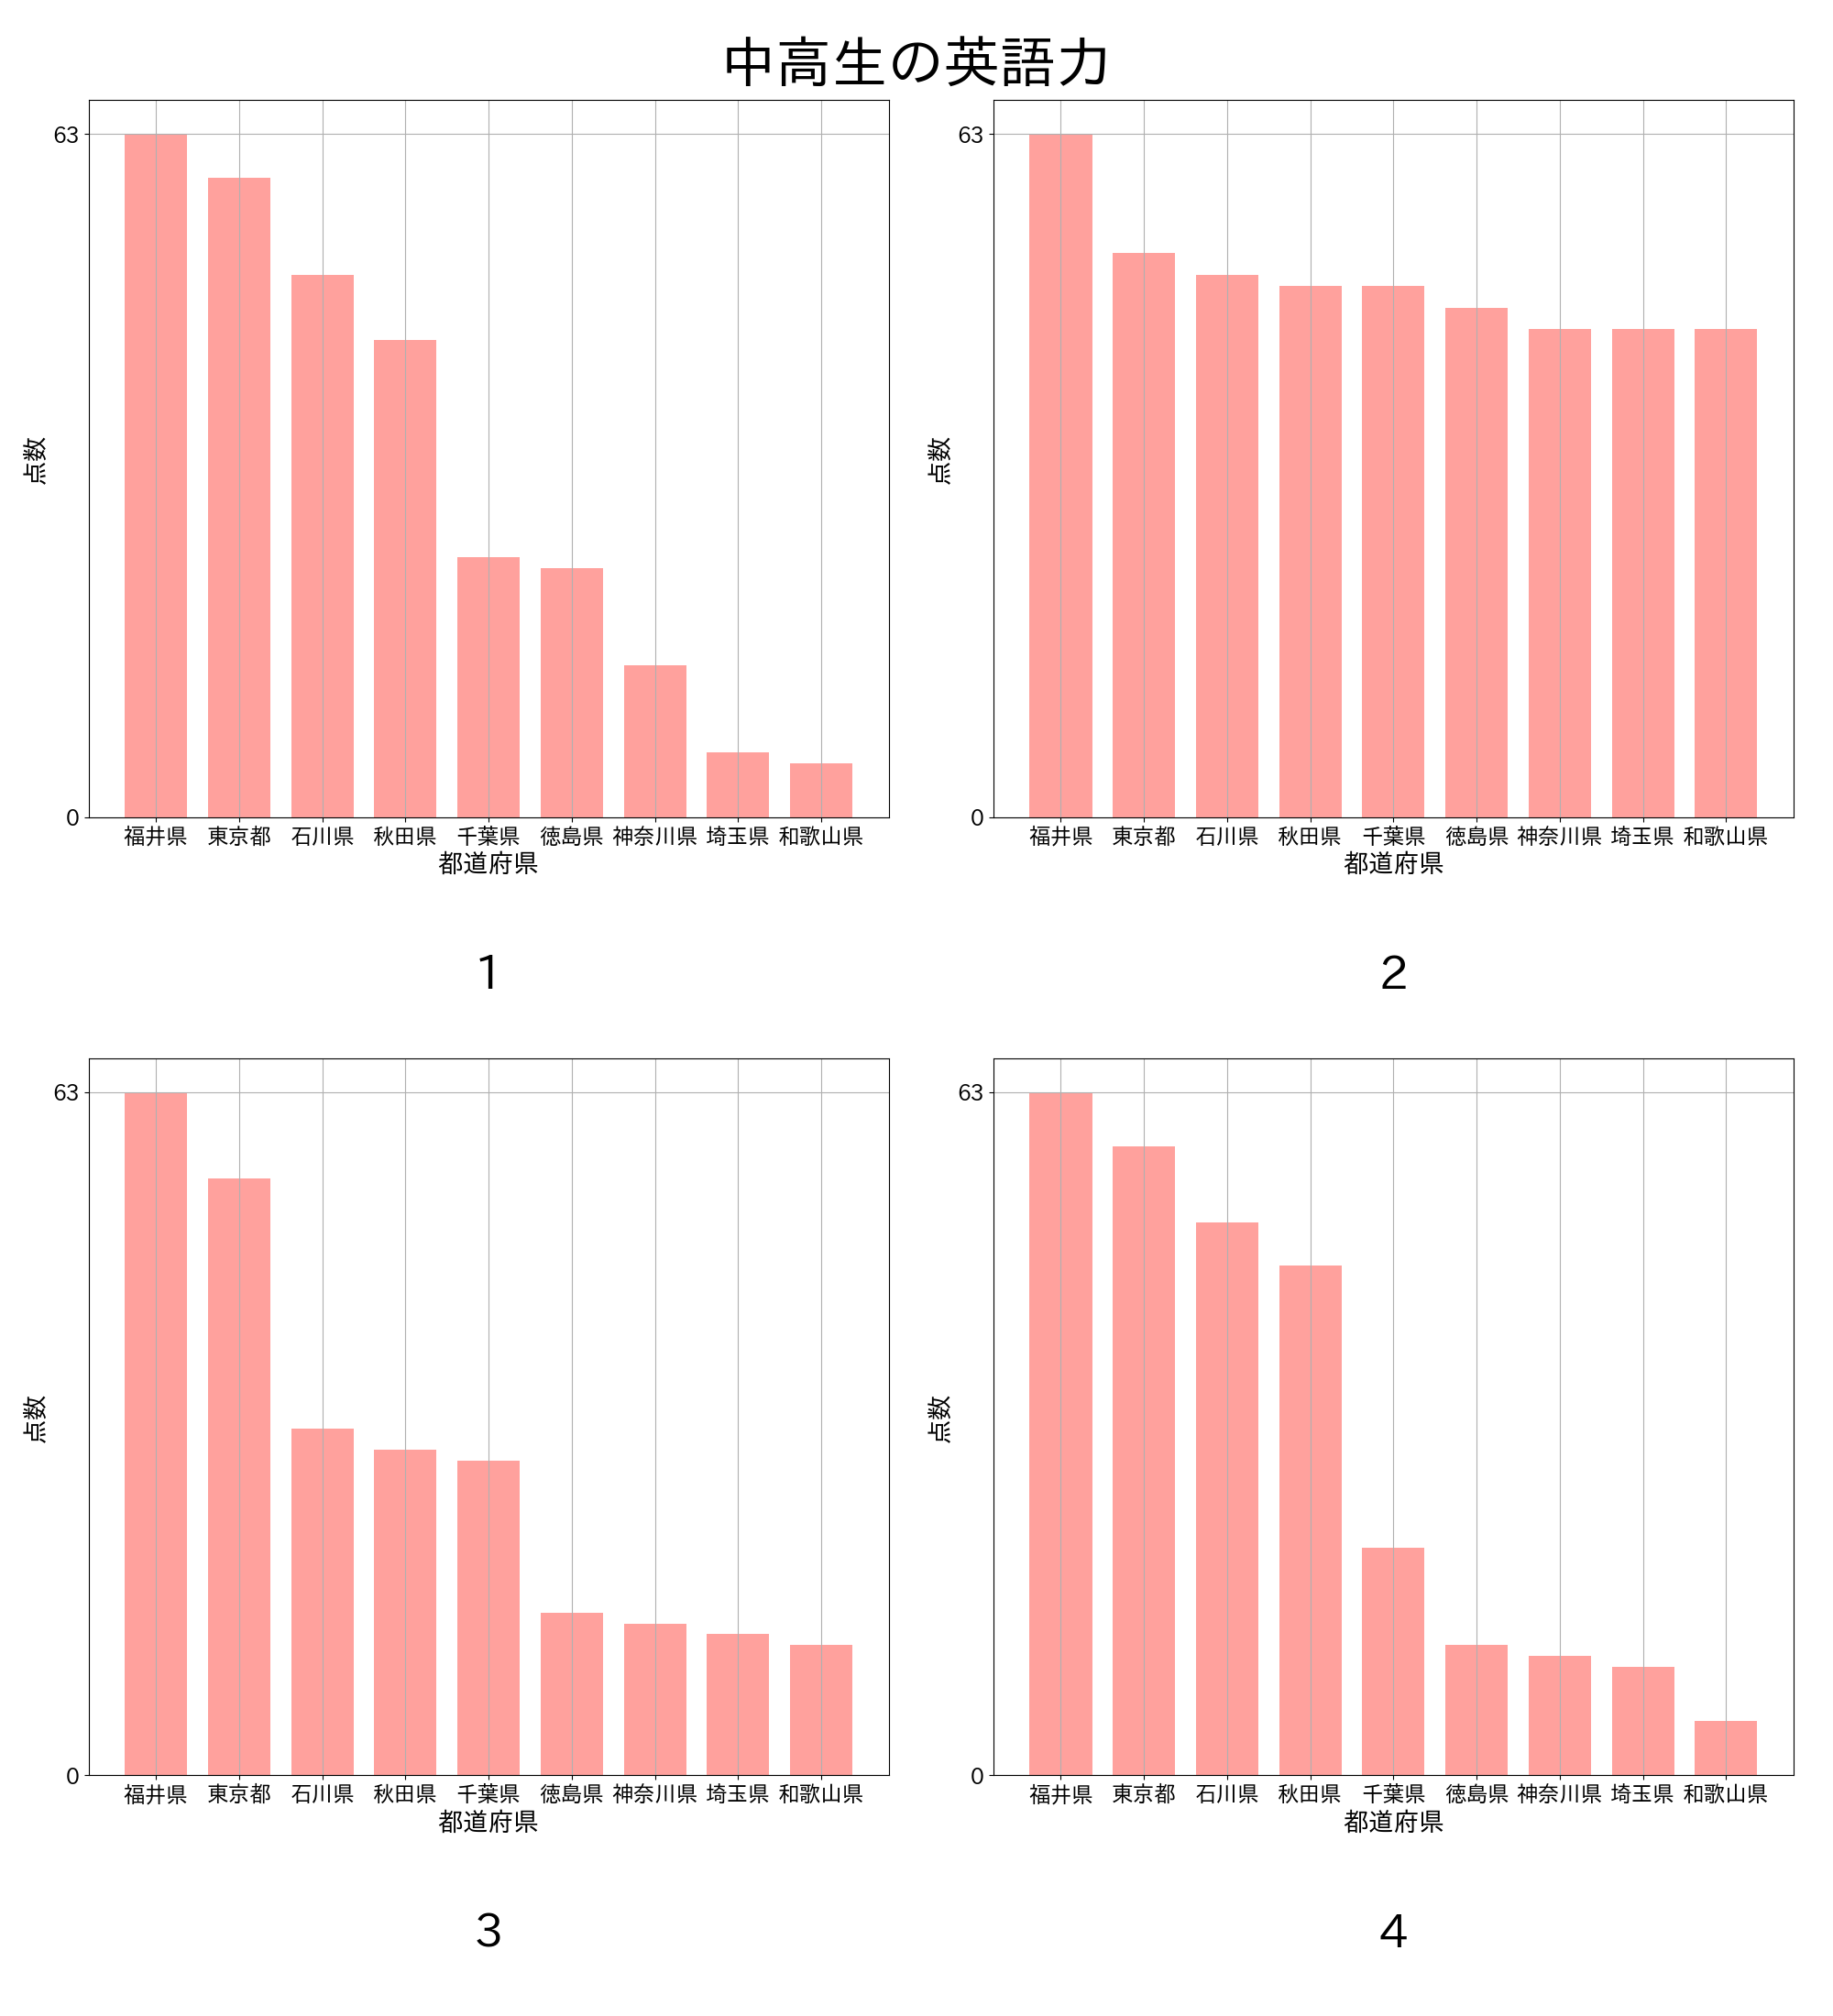 中高生の英語力
63
0
点数
福井県 東京都 石川県 秋田県 千葉県 徳島県 神奈川県 埼玉県 和歌山県
都道府県
1
63
0
点数
福井県 東京都 石川県 秋田県 千葉県 徳島県 神奈川県 埼玉県 和歌山県
都道府県
2
63
0
点数
福井県 東京都 石川県 秋田県 千葉県 徳島県 神奈川県 埼玉県 和歌山県
都道府県
3
63
0
点数
福井県 東京都 石川県 秋田県 千葉県 徳島県 神奈川県 埼玉県 和歌山県
都道府県
4